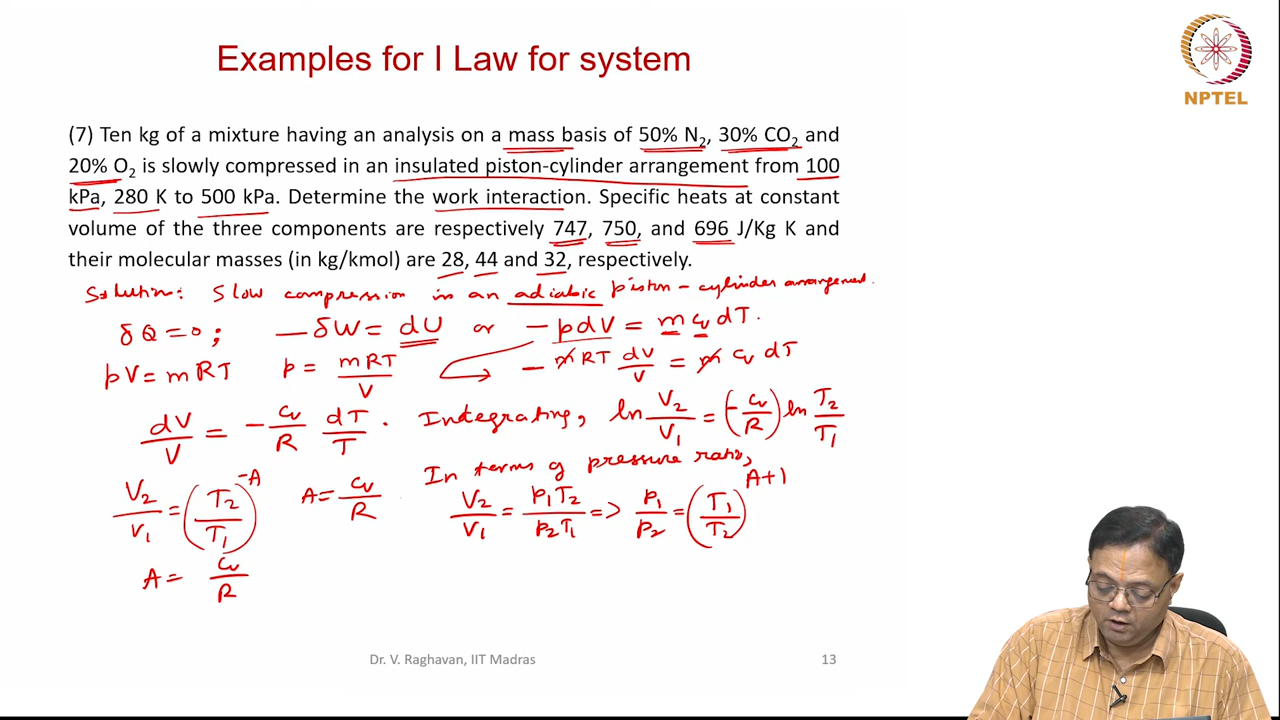 Examples for I Law for system
NPTEL
(7) Ten kg of a mixture having an analysis on a mass basis of 50% N₂, 30% CO₂ and
20% O₂ is slowly compressed in an insulated piston-cylinder arrangement from 100
kPa, 280 K to 500 kPa. Determine the work interaction. Specific heats at constant
volume of the three components are respectively 747, 750, and 696 J/Kg K and
their molecular masses (in kg/kmol) are 28, 44 and 32, respectively.
Solution: Slow compression in an adiabic piston-cylinder arrangement.
δQ=0; -δW = dU or -pdV = m cv dT.
pV=mRT p = mRT/V - mRT dV/V = m cv dT
dV/V = - cv/R dT/T. Integrating, ln V₂/V₁ = (-cv/R) ln T₂/T₁
In terms of pressure ratio,
V₂/V₁ = (T₂/T₁)^-A A = cv/R V₂/V₁ = p₁T₂/p₂T₁ => p₁/p₂ = (T₁/T₂)^A+1
A = cv/R
Dr. V. Raghavan, IIT Madras 13